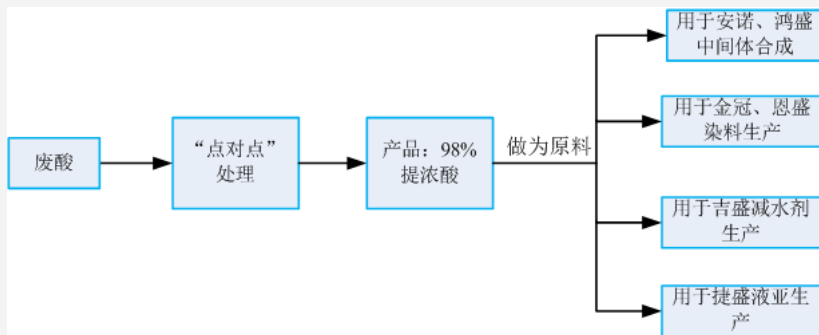 废酸
“点对点”
处理
产品：98%
提浓酸
做为原料
用于安诺、鸿盛
中间体合成
用于金冠、恩盛
染料生产
用于吉盛减水剂
生产
用于捷盛液亚生
产